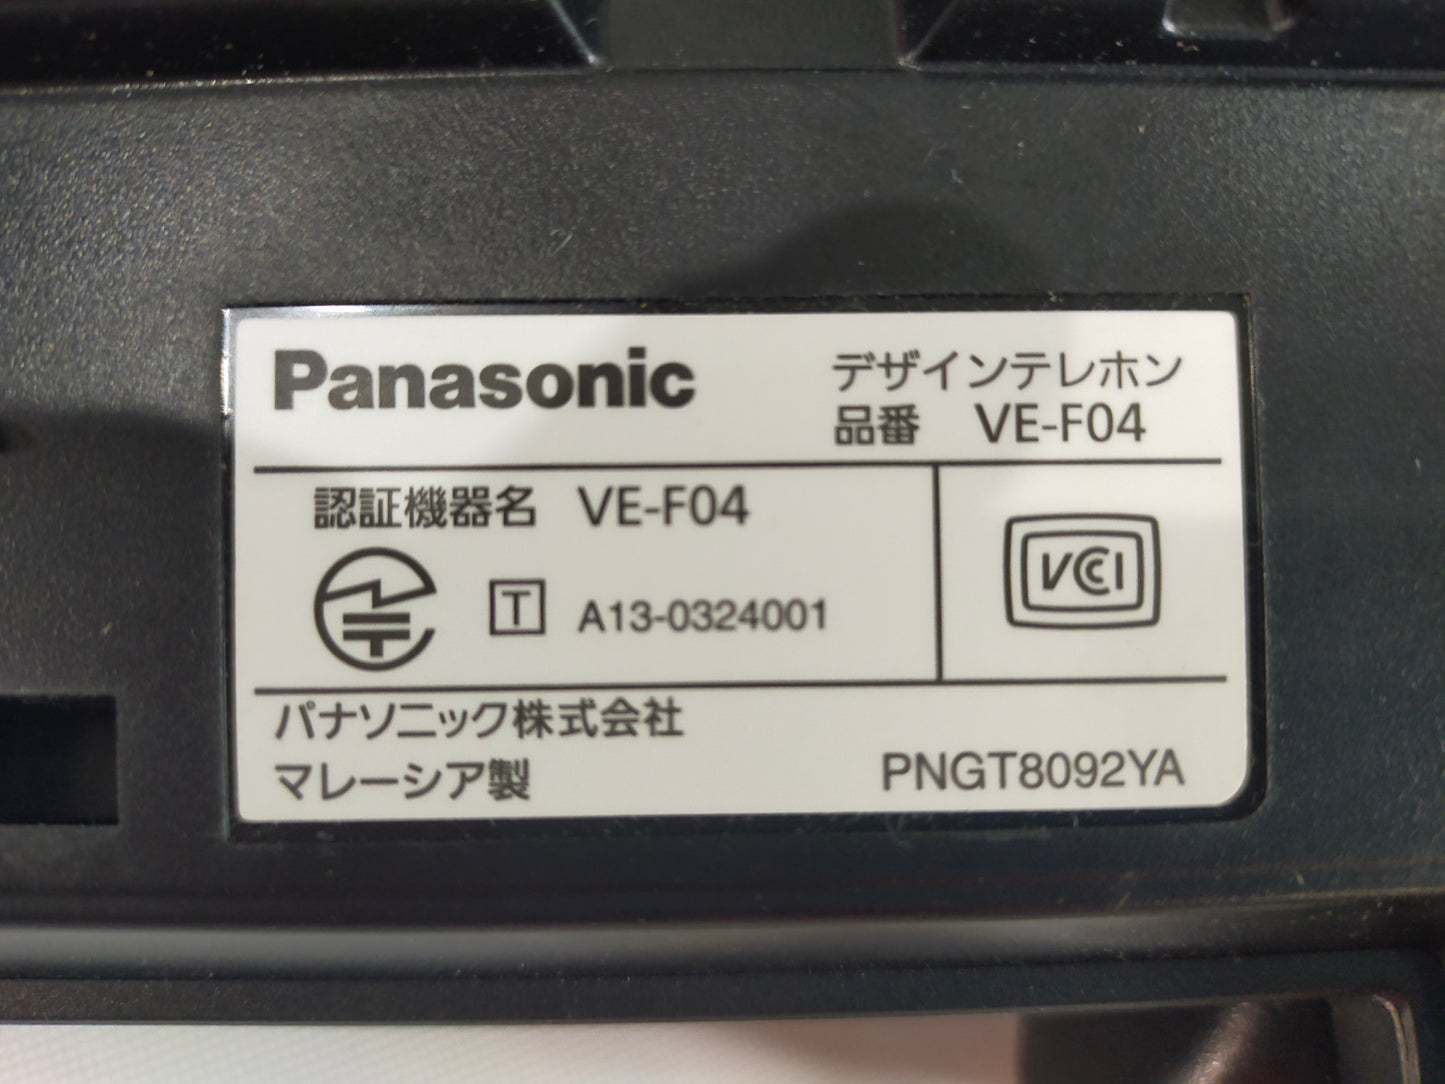 Panasonic
デザインテレホン
品番 VE-F04
認証機器名 VE-F04
T A13-0324001
VCCI
パナソニック株式会社
マレーシア製
PNGT8092YA